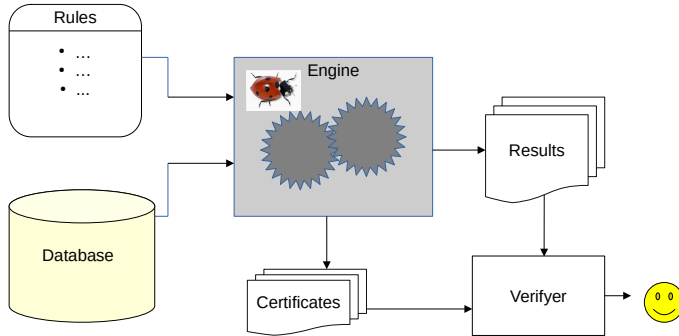 Rules
• ...
• ...
• ...
Engine
Results
Database
Certificates
Verifyer